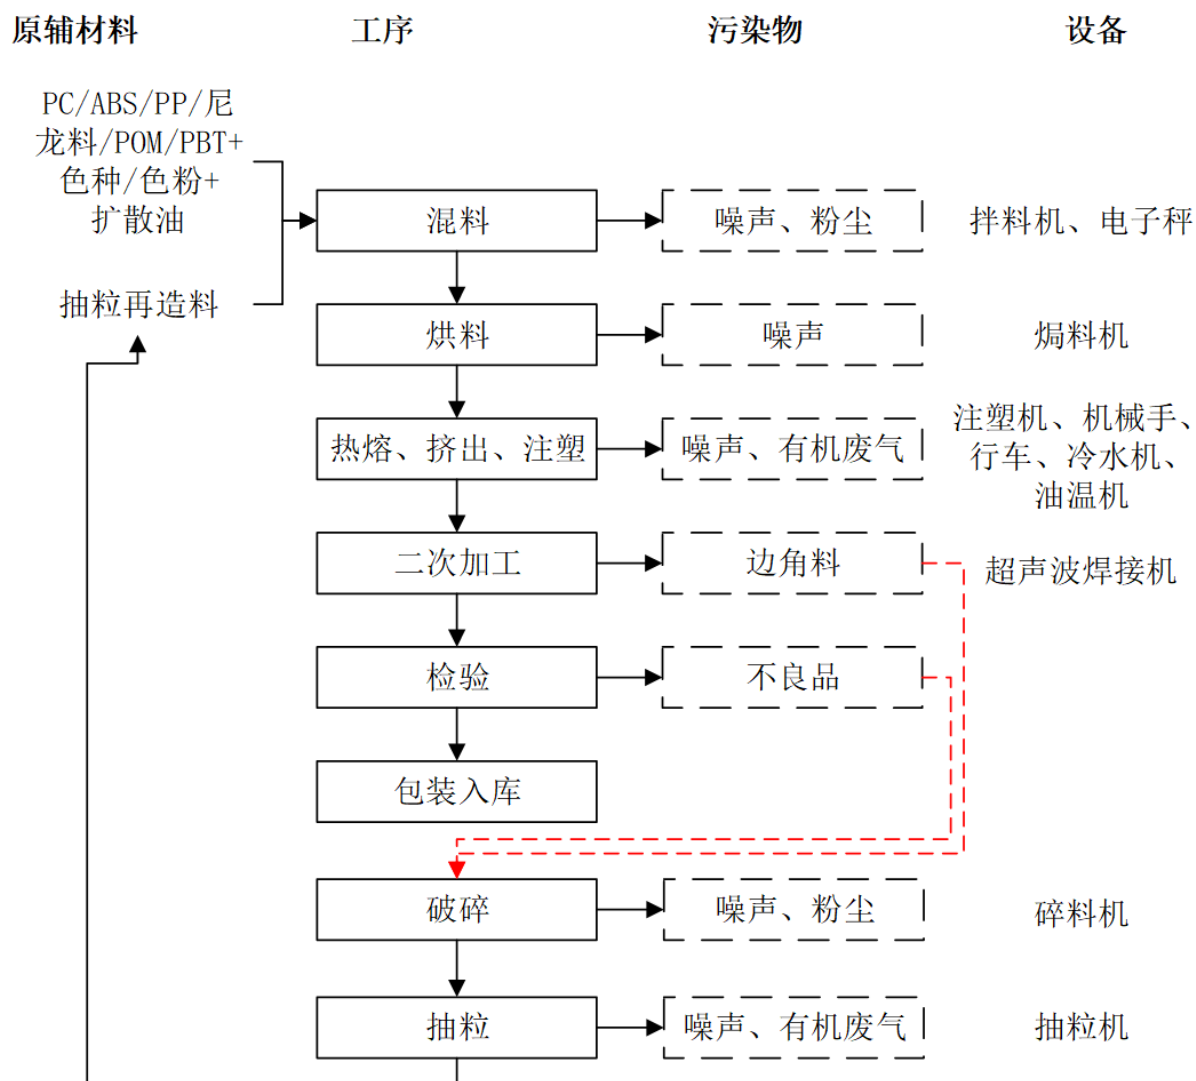 原辅材料 工序 污染物 设备
PC/ABS/PP/尼
龙料/POM/PBT+
色种/色粉+
扩散油
混料 噪声、粉尘 拌料机、电子秤
抽粒再造料
烘料 噪声 焗料机
热熔、挤出、注塑 噪声、有机废气
注塑机、机械手、
行车、冷水机、
油温机
二次加工 边角料 超声波焊接机
检验 不良品
包装入库
破碎 噪声、粉尘 碎料机
抽粒 噪声、有机废气 抽粒机